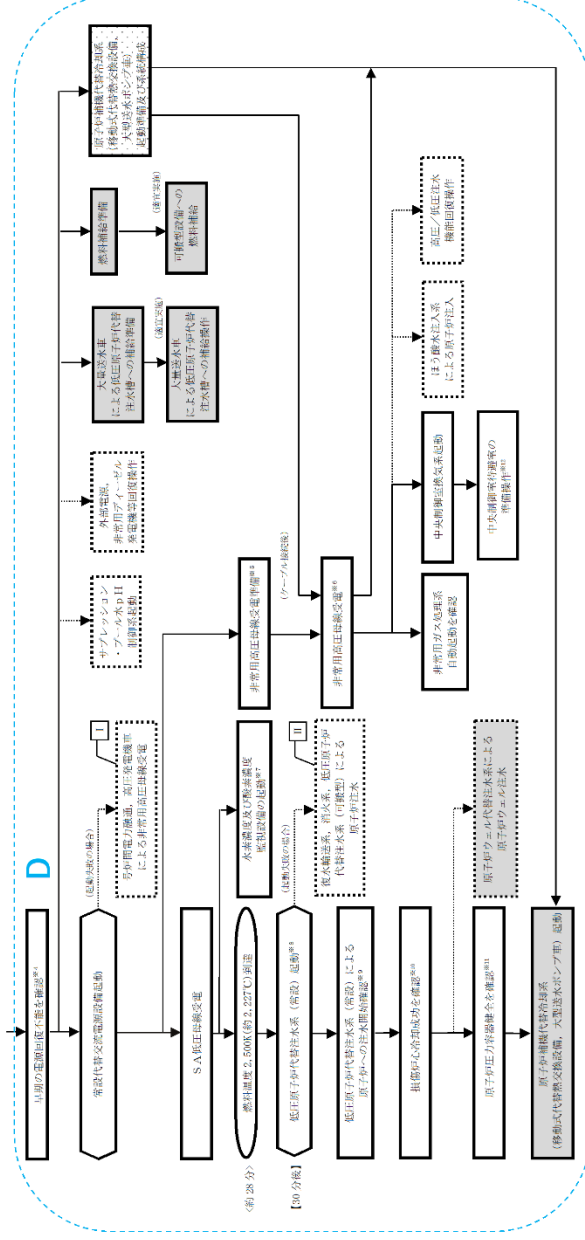 D
早期の電源回復不能を確認※4
常設代替交流電源設備起動
(起動失敗の場合)
I
号炉間電力融通，高圧発電機車
による非常用高圧母線受電
サプレッション
・プール水pH
制御系起動
外部電源，
非常用ディーゼル
発電機等回復操作
大量送水車
による低圧原子炉代替
注水槽への補給準備
(適宜実施)
大量送水車
による低圧原子炉代替
注水槽への補給操作
燃料補給準備
(適宜実施)
可搬型設備への
燃料補給
原子炉補機代替冷却系
(移動式代替熱交換設備，
大型送水ポンプ車)
起動準備及び系統構成
SA低圧母線受電
非常用高圧母線受電準備※5
(ケーブル接続後)
非常用高圧母線受電※6
水素濃度及び酸素濃度
監視設備の起動※7
<約28分>
燃料温度2,500K(約2,227℃)到達
【30分後】
低圧原子炉代替注水系(常設)起動※8
(起動失敗の場合)
II
復水輸送系，消火系，低圧原子炉
代替注水系(可搬型)による
原子炉注水
低圧原子炉代替注水系(常設)による
原子炉への注水開始確認※9
非常用ガス処理系
自動起動を確認
中央制御室換気系起動
中央制御室待避室の
準備操作※12
ほう酸水注入系
による原子炉注入
高圧/低圧注水
機能回復操作
損傷炉心冷却成功を確認※10
原子炉ウェル代替注水系による
原子炉ウェル注水
原子炉圧力容器健全を確認※11
原子炉補機代替冷却系
(移動式代替熱交換設備，大型送水ポンプ車)起動